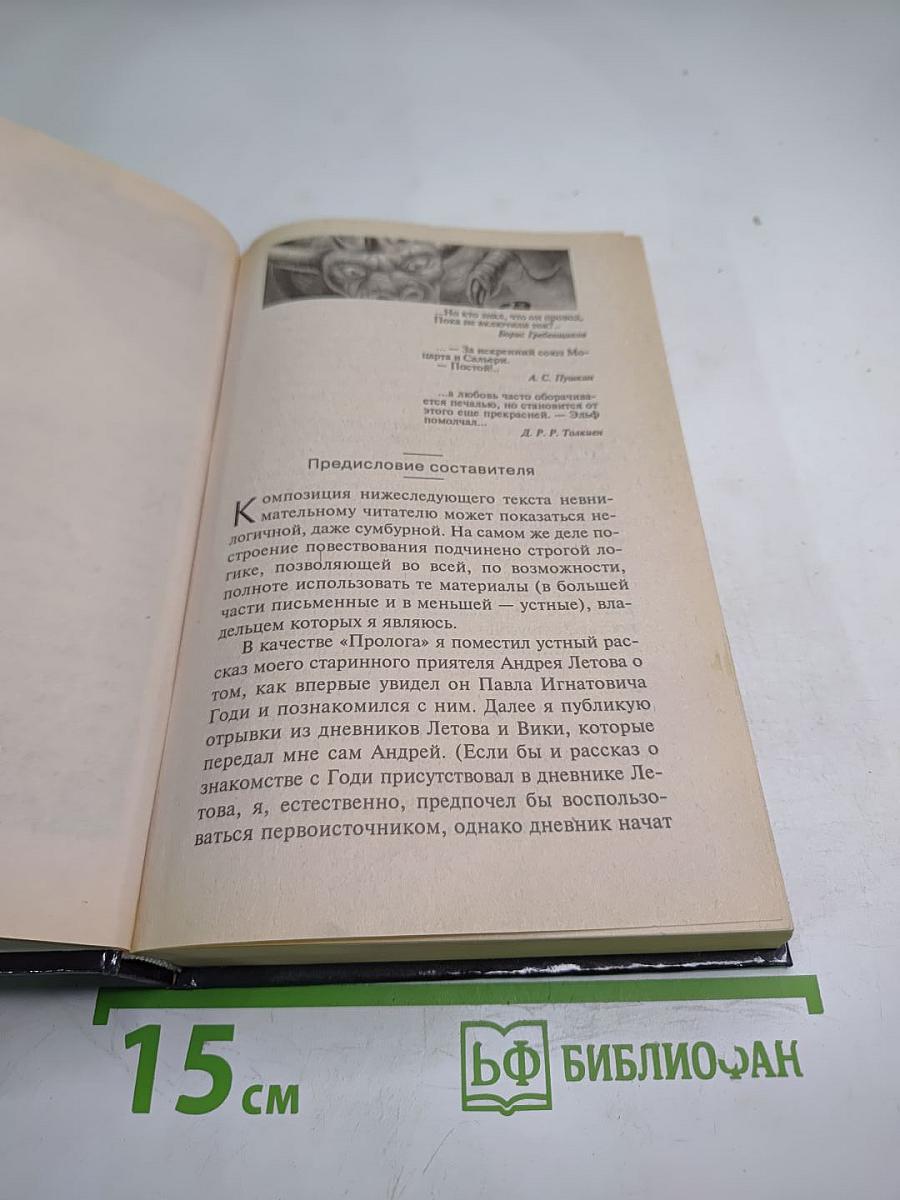 ...Но кто знал, что он провод,
Пока не включили ток?..
Борис Гребенщиков
... — За искренний союз Мо-
царта и Сальери.
— Постой!..
А. С. Пушкин
...а любовь часто оборачива-
ется печалью, но становится от
этого еще прекрасней. — Эльф
помолчал...
Д. Р. Р. Толкиен
Предисловие составителя
Композиция нижеследующего текста невни-
мательному читателю может показаться не-
логичной, даже сумбурной. На самом же деле по-
строение повествования подчинено строгой ло-
гике, позволяющей во всей, по возможности,
полноте использовать те материалы (в большей
части письменные и в меньшей — устные), вла-
дельцем которых я являюсь.
В качестве «Пролога» я поместил устный рас-
сказ моего старинного приятеля Андрея Летова о
том, как впервые увидел он Павла Игнатовича
Годи и познакомился с ним. Далее я публикую
отрывки из дневников Летова и Вики, которые
передал мне сам Андрей. (Если бы и рассказ о
знакомстве с Годи присутствовал в дневнике Ле-
това, я, естественно, предпочел бы воспользо-
ваться первоисточником, однако дневник начат
15 см
БФ БИБЛИОФАН